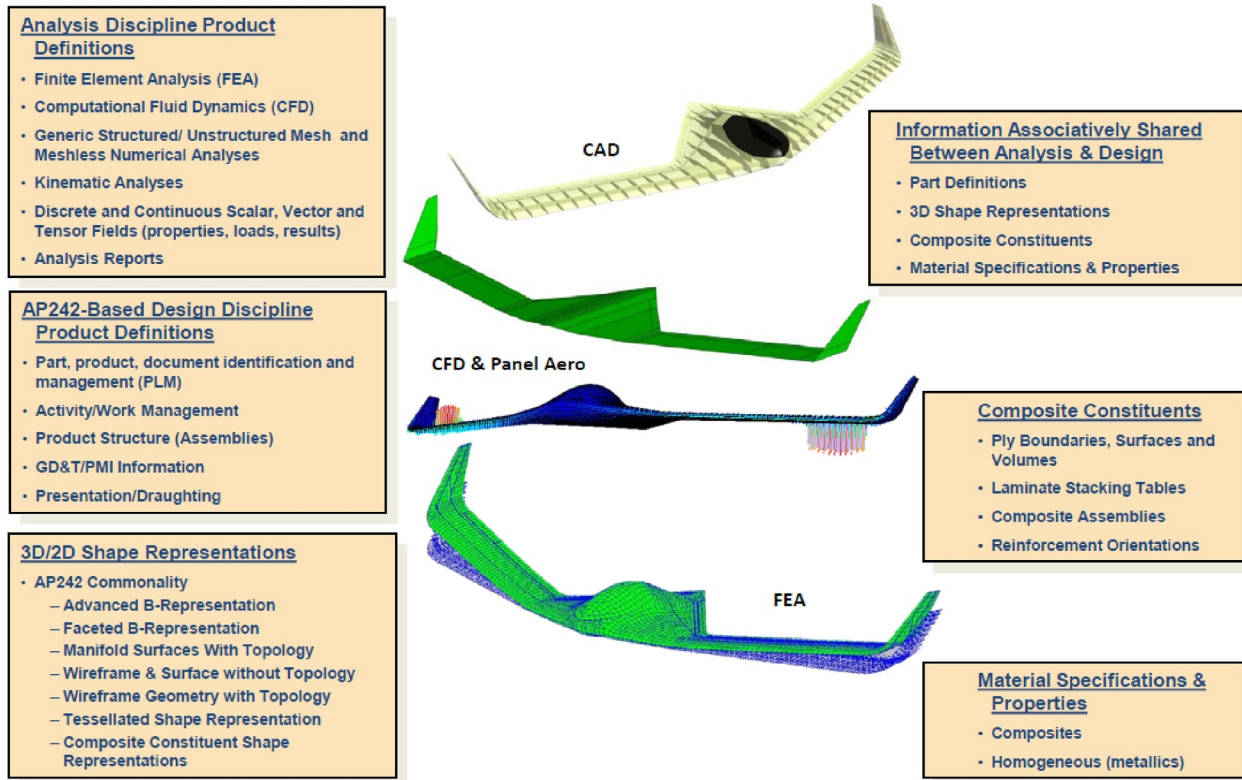 Analysis Discipline Product
Definitions
• Finite Element Analysis (FEA)
• Computational Fluid Dynamics (CFD)
• Generic Structured/ Unstructured Mesh and
Meshless Numerical Analyses
• Kinematic Analyses
• Discrete and Continuous Scalar, Vector and
Tensor Fields (properties, loads, results)
• Analysis Reports
AP242-Based Design Discipline
Product Definitions
• Part, product, document identification and
management (PLM)
• Activity/Work Management
• Product Structure (Assemblies)
• GD&T/PMI Information
• Presentation/Draughting
3D/2D Shape Representations
• AP242 Commonality
– Advanced B-Representation
– Faceted B-Representation
– Manifold Surfaces With Topology
– Wireframe & Surface without Topology
– Wireframe Geometry with Topology
– Tessellated Shape Representation
– Composite Constituent Shape
Representations
CAD
CFD & Panel Aero
FEA
Information Associatively Shared
Between Analysis & Design
• Part Definitions
• 3D Shape Representations
• Composite Constituents
• Material Specifications & Properties
Composite Constituents
• Ply Boundaries, Surfaces and
Volumes
• Laminate Stacking Tables
• Composite Assemblies
• Reinforcement Orientations
Material Specifications &
Properties
• Composites
• Homogeneous (metallics)